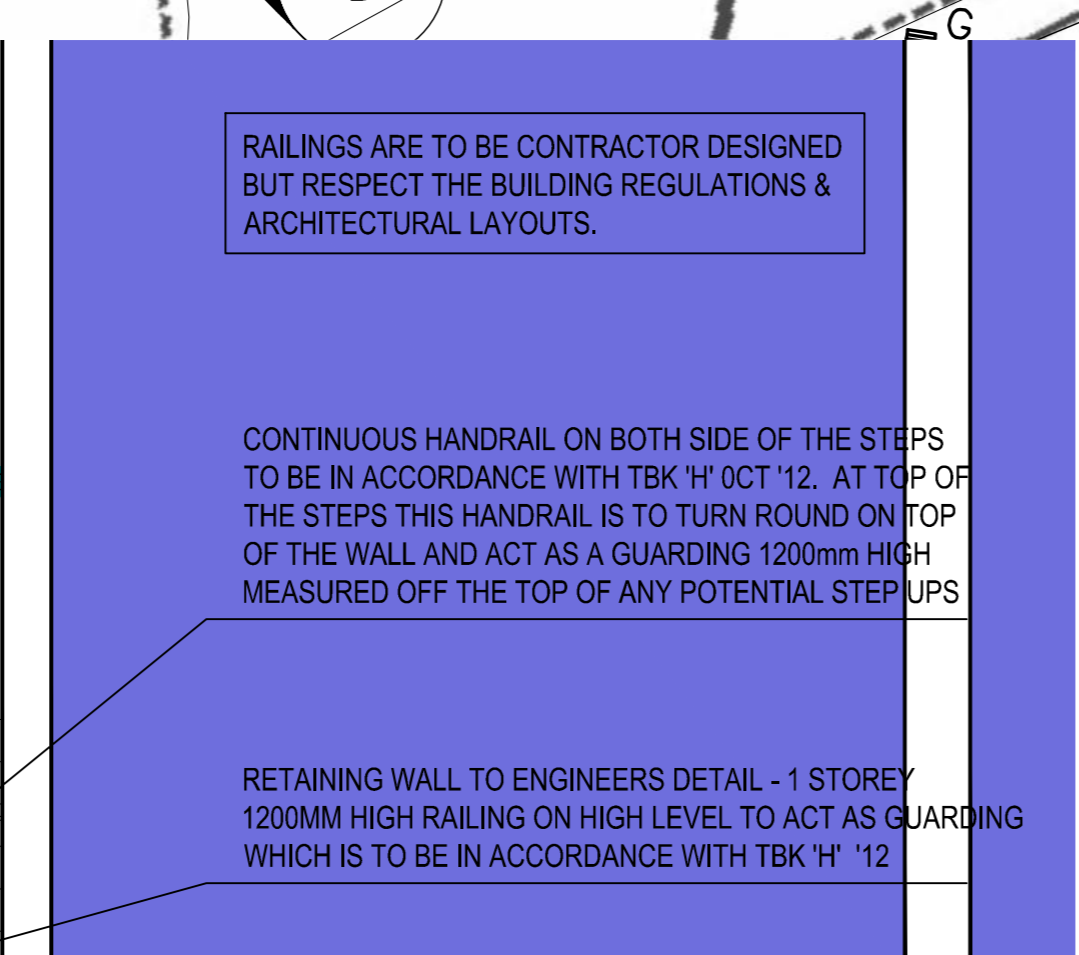 G
RAILINGS ARE TO BE CONTRACTOR DESIGNED
BUT RESPECT THE BUILDING REGULATIONS &
ARCHITECTURAL LAYOUTS.
CONTINUOUS HANDRAIL ON BOTH SIDE OF THE STEPS
TO BE IN ACCORDANCE WITH TBK 'H' 0CT '12. AT TOP OF
THE STEPS THIS HANDRAIL IS TO TURN ROUND ON TOP
OF THE WALL AND ACT AS A GUARDING 1200mm HIGH
MEASURED OFF THE TOP OF ANY POTENTIAL STEP UPS
RETAINING WALL TO ENGINEERS DETAIL - 1 STOREY
1200MM HIGH RAILING ON HIGH LEVEL TO ACT AS GUARDING
WHICH IS TO BE IN ACCORDANCE WITH TBK 'H' '12